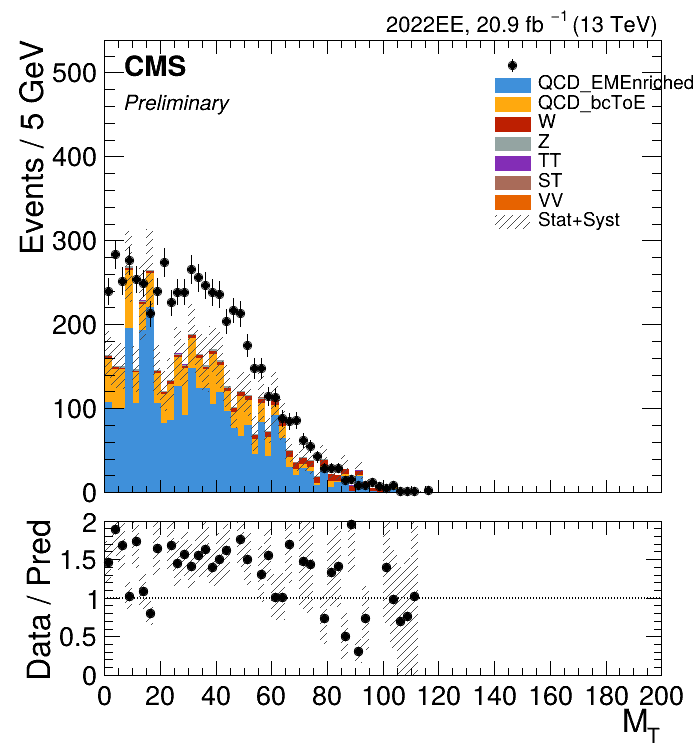 2022EE, 20.9 fb⁻¹ (13 TeV)
CMS
Preliminary
QCD_EMEnriched
QCD_bcToE
W
Z
TT
ST
VV
Stat+Syst
Events / 5 GeV
500
400
300
200
100
0
Data / Pred
2
1.5
1
0.5
0
0 20 40 60 80 100 120 140 160 180 200
M_T